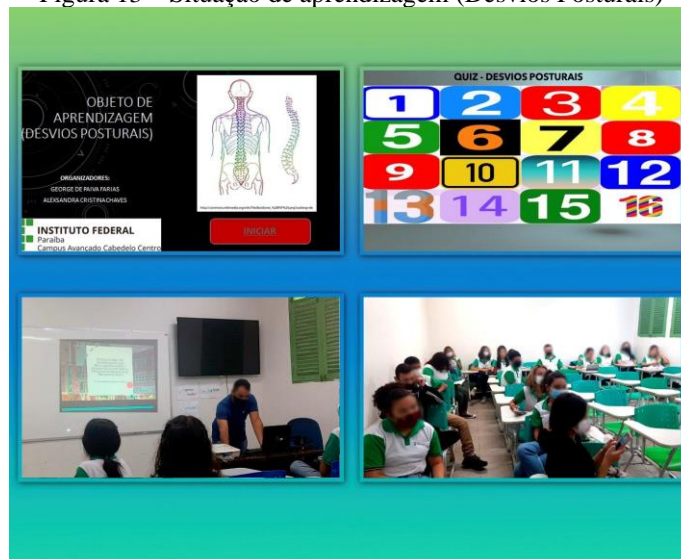 Figura 13 – Situação de aprendizagem (Desvios Posturais)
OBJETO DE
APRENDIZAGEM
(DESVIOS POSTURAIS)
ORGANIZADORES:
GEORGE DE PAIVA FARIAS
ALEKSANDRA CRISTINA CHAVES
INSTITUTO FEDERAL
Paraíba
Campus Avançado Cabedelo Centro
INICIAR
QUIZ - DESVIOS POSTURAIS
1 2 3 4
5 6 7 8
9 10 11 12
13 14 15 16